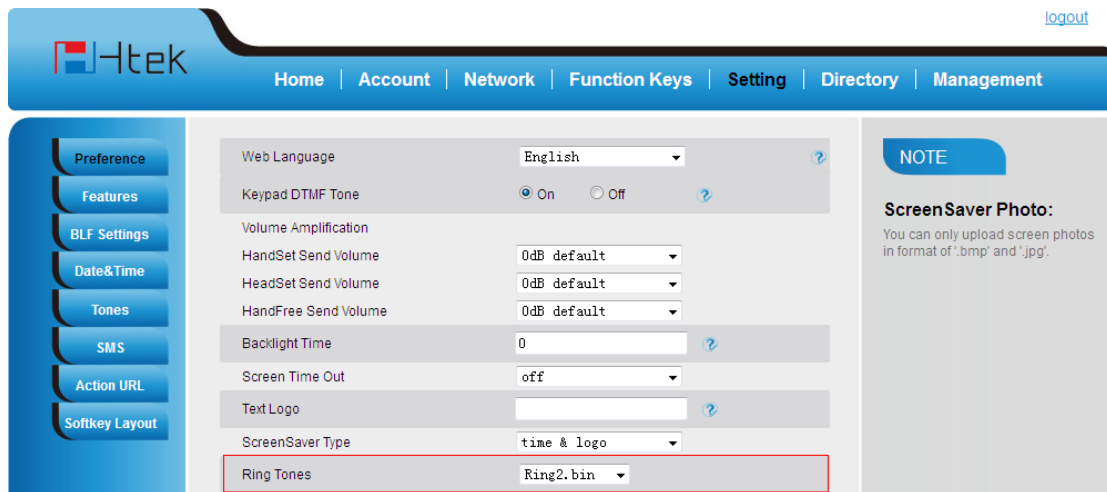 logout
Htek
Home Account Network Function Keys Setting Directory Management
Preference
Features
BLF Settings
Date&Time
Tones
SMS
Action URL
Softkey Layout
Web Language English ?
Keypad DTMF Tone On Off ?
Volume Amplification
HandSet Send Volume 0dB default
HeadSet Send Volume 0dB default
HandFree Send Volume 0dB default
Backlight Time 0 ?
Screen Time Out off
Text Logo ?
ScreenSaver Type time & logo
Ring Tones Ring2.bin
NOTE
ScreenSaver Photo:
You can only upload screen photos
in format of '.bmp' and '.jpg'.